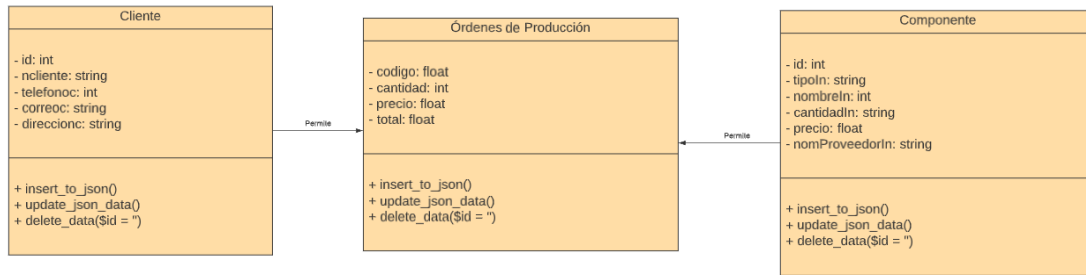 Cliente
- id: int
- ncliente: string
- telefonoc: int
- correoc: string
- direccionc: string
+ insert_to_json()
+ update_json_data()
+ delete_data($id = '')
Permite
Órdenes de Producción
- codigo: float
- cantidad: int
- precio: float
- total: float
+ insert_to_json()
+ update_json_data()
+ delete_data($id = '')
Permite
Componente
- id: int
- tipoIn: string
- nombreIn: int
- cantidadIn: string
- precio: float
- nomProveedorIn: string
+ insert_to_json()
+ update_json_data()
+ delete_data($id = '')